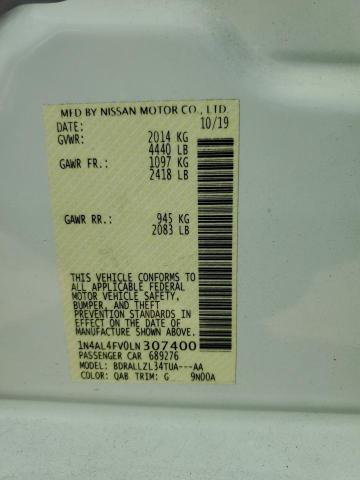 MFD BY NISSAN MOTOR CO., LTD.
DATE: 10/19
GVWR: 2014 KG
4440 LB
GAWR FR: 1097 KG
2418 LB
GAWR RR: 945 KG
2083 LB
THIS VEHICLE CONFORMS TO
ALL APPLICABLE FEDERAL
MOTOR VEHICLE SAFETY,
BUMPER, AND THEFT
PREVENTION STANDARDS IN
EFFECT ON THE DATE OF
MANUFACTURE SHOWN ABOVE.
1N4AL4FV0LN307400
PASSENGER CAR 689276
MODEL: BDRALLZL34TUA---AA
COLOR: QAB TRIM: G 9N00A